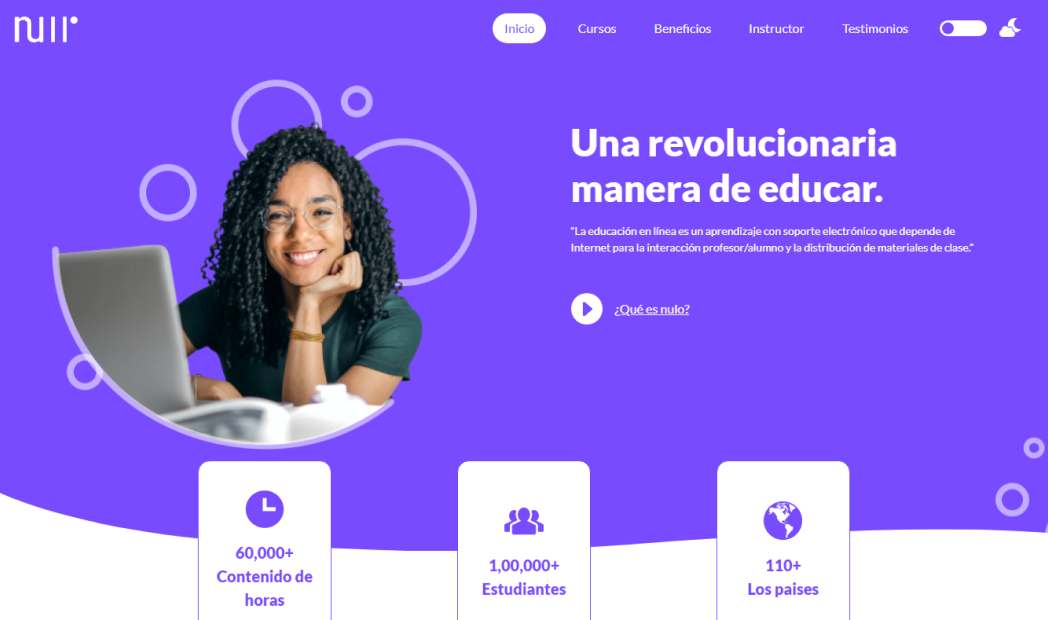 Inicio
Cursos
Beneficios
Instructor
Testimonios
Una revolucionaria
manera de educar.
"La educación en línea es un aprendizaje con soporte electrónico que depende de
Internet para la interacción profesor/alumno y la distribución de materiales de clase."
¿Qué es nulo?
60,000+
Contenido de
horas
1,00,000+
Estudiantes
110+
Los paises